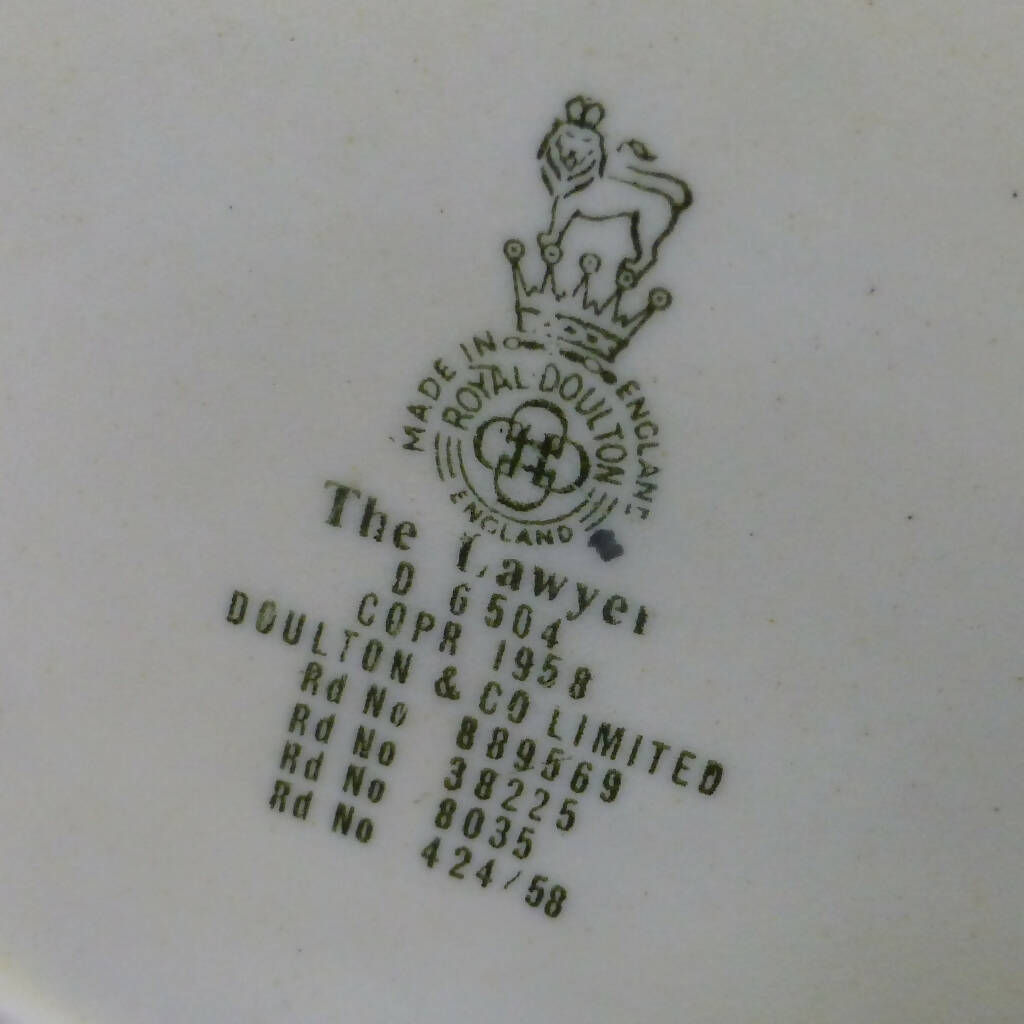 MADE IN ENGLAND
ROYAL DOULTON
ENGLAND
The Lawyer
D 6504
COPR 1958
DOULTON & CO LIMITED
Rd No 889569
Rd No 38225
Rd No 8035
Rd No 424/58